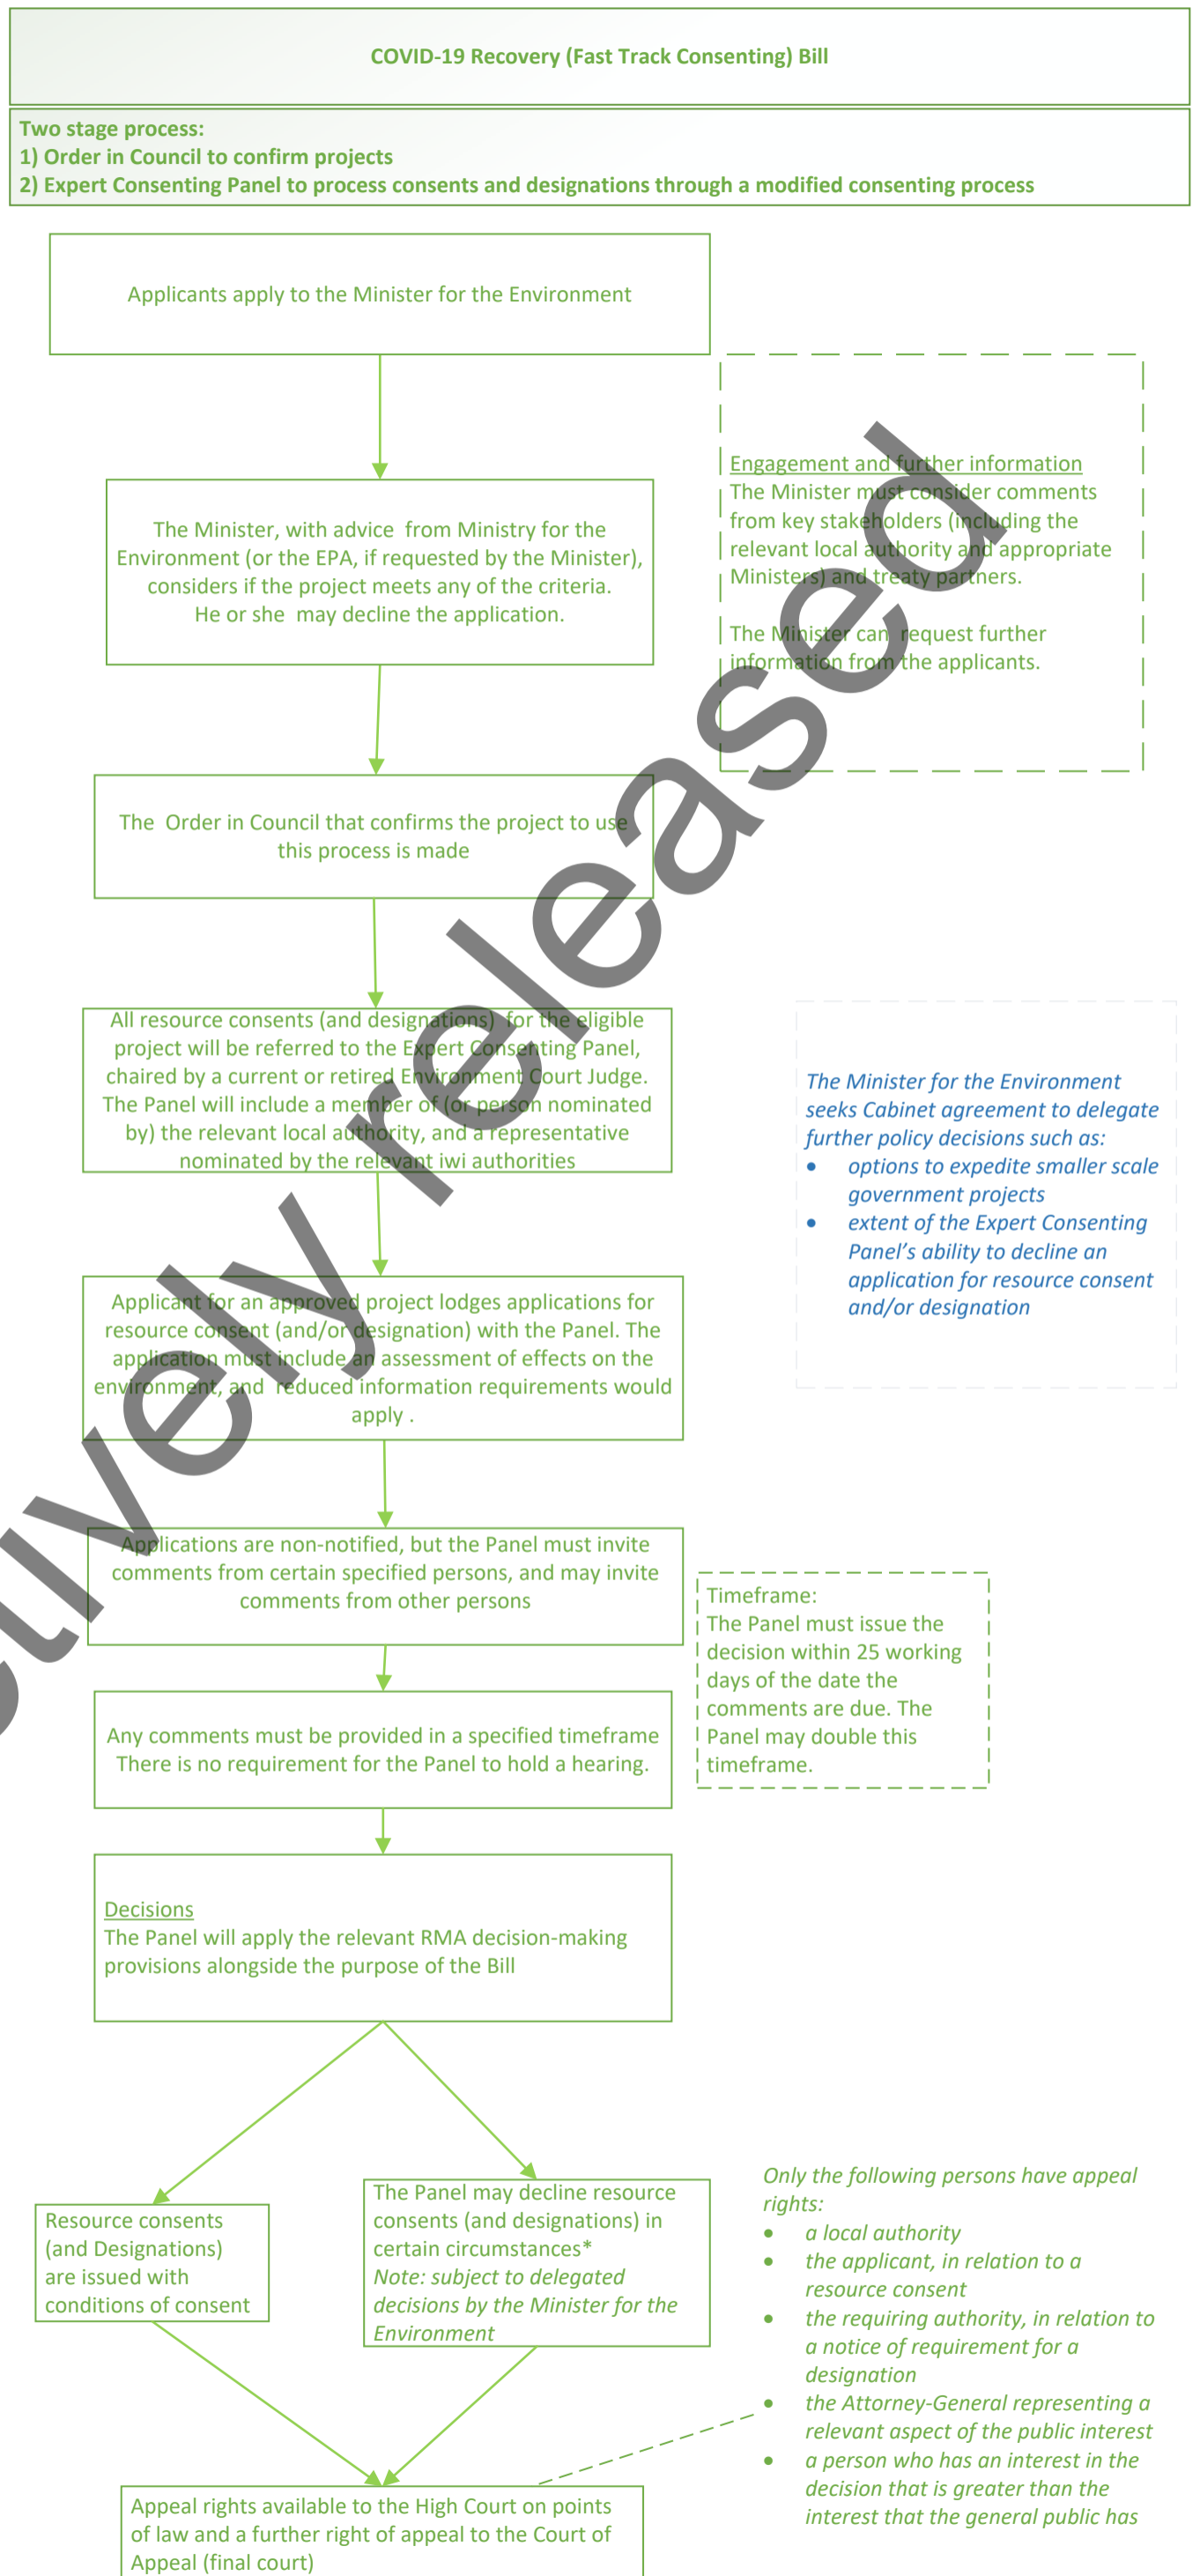 COVID-19 Recovery (Fast Track Consenting) Bill
Two stage process:
1) Order in Council to confirm projects
2) Expert Consenting Panel to process consents and designations through a modified consenting process
Applicants apply to the Minister for the Environment
Engagement and further information
The Minister must consider comments
from key stakeholders (including the
relevant local authority and appropriate
Ministers) and treaty partners.
The Minister can request further
information from the applicants.
The Minister, with advice from Ministry for the
Environment (or the EPA, if requested by the Minister),
considers if the project meets any of the criteria.
He or she may decline the application.
The Order in Council that confirms the project to use
this process is made
All resource consents (and designations) for the eligible
project will be referred to the Expert Consenting Panel,
chaired by a current or retired Environment Court Judge.
The Panel will include a member of (or person nominated
by) the relevant local authority, and a representative
nominated by the relevant iwi authorities
The Minister for the Environment
seeks Cabinet agreement to delegate
further policy decisions such as:
• options to expedite smaller scale
government projects
• extent of the Expert Consenting
Panel's ability to decline an
application for resource consent
and/or designation
Applicant for an approved project lodges applications for
resource consent (and/or designation) with the Panel. The
application must include an assessment of effects on the
environment, and reduced information requirements would
apply .
Applications are non-notified, but the Panel must invite
comments from certain specified persons, and may invite
comments from other persons
Timeframe:
The Panel must issue the
decision within 25 working
days of the date the
comments are due. The
Panel may double this
timeframe.
Any comments must be provided in a specified timeframe
There is no requirement for the Panel to hold a hearing.
Decisions
The Panel will apply the relevant RMA decision-making
provisions alongside the purpose of the Bill
Resource consents
(and Designations)
are issued with
conditions of consent
The Panel may decline resource
consents (and designations) in
certain circumstances*
Note: subject to delegated
decisions by the Minister for the
Environment
Only the following persons have appeal
rights:
• a local authority
• the applicant, in relation to a
resource consent
• the requiring authority, in relation to
a notice of requirement for a
designation
• the Attorney-General representing a
relevant aspect of the public interest
• a person who has an interest in the
decision that is greater than the
interest that the general public has
Appeal rights available to the High Court on points
of law and a further right of appeal to the Court of
Appeal (final court)
released